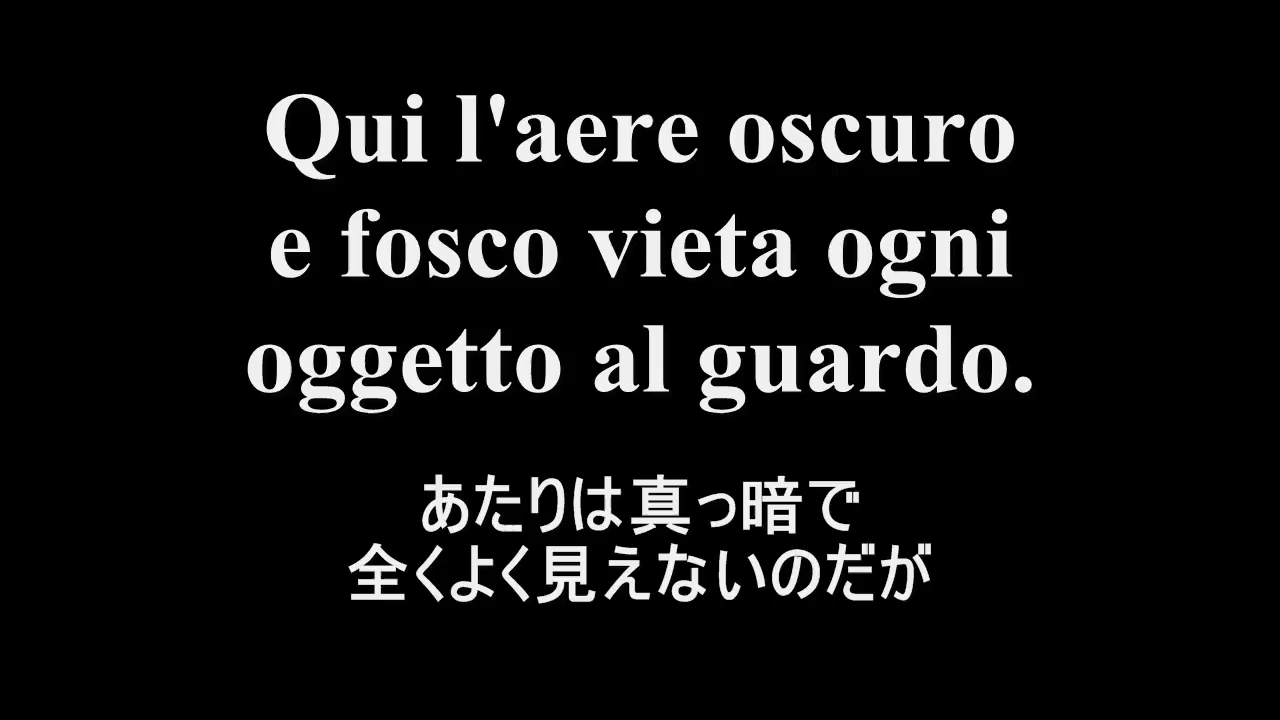 Qui l'aere oscuro
e fosco vieta ogni
oggetto al guardo.
あたりは真っ暗で
全くよく見えないのだが